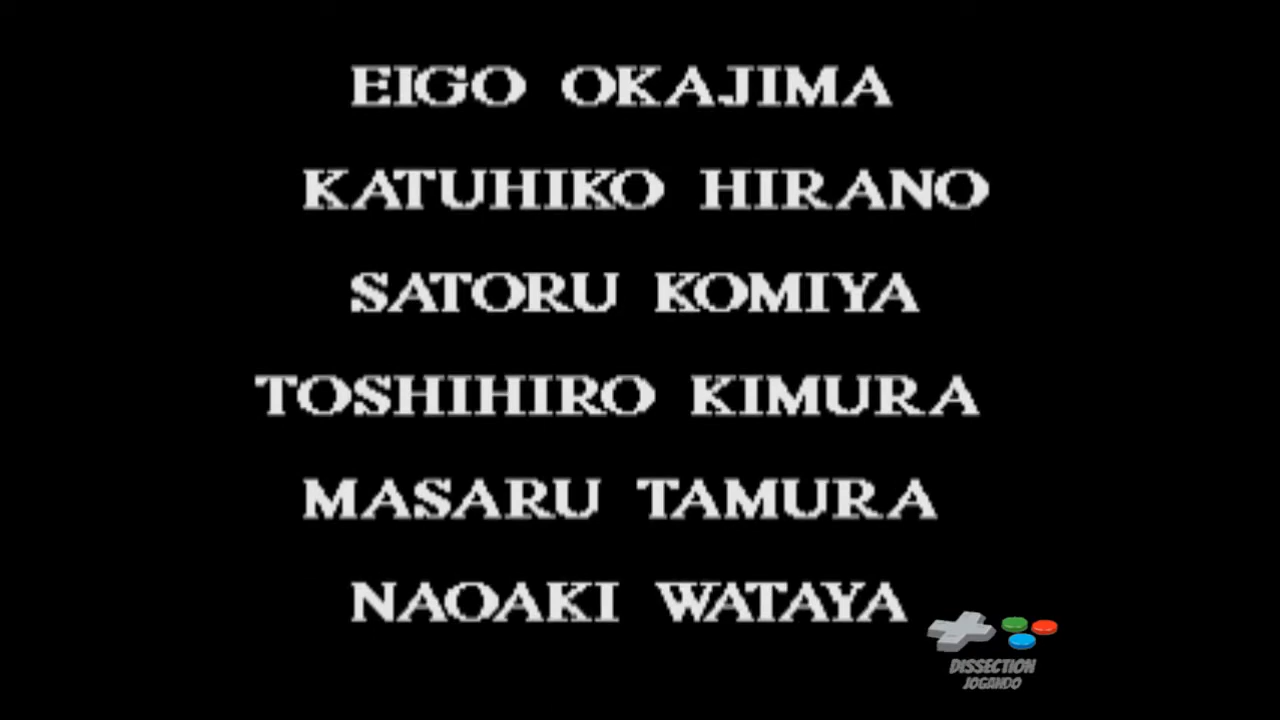 EIGO OKAJIMA
KATUHIKO HIRANO
SATORU KOMIYA
TOSHIHIRO KIMURA
MASARU TAMURA
NAOAKI WATAYA
DISSECTION
JOGANDO